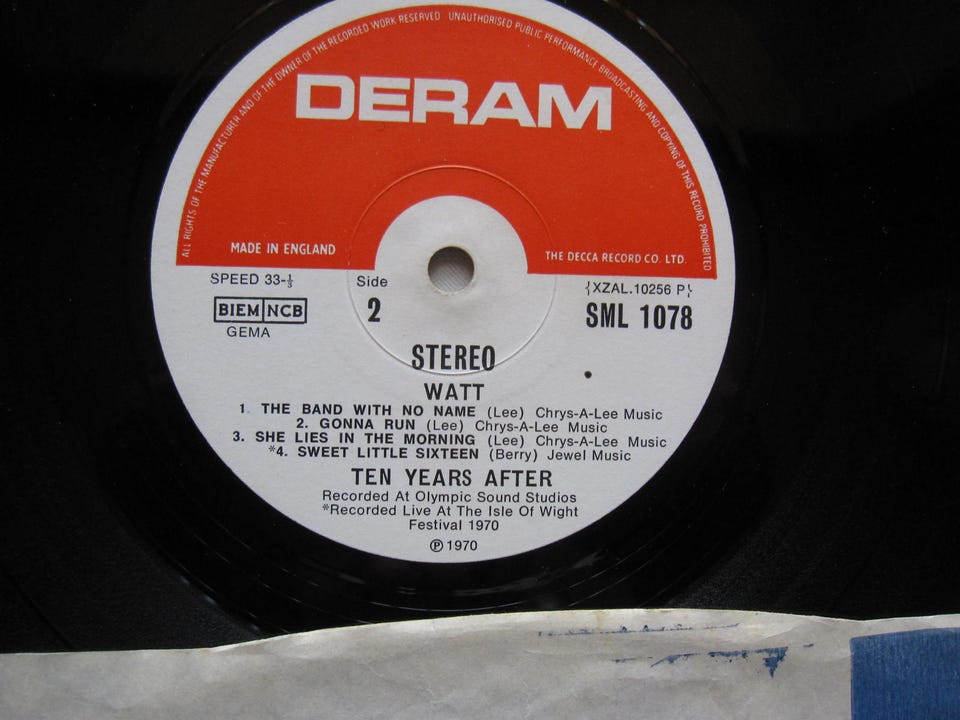 ALL RIGHTS OF THE MANUFACTURER AND OF THE OWNER OF THE RECORDED WORK RESERVED UNAUTHORISED PUBLIC PERFORMANCE BROADCASTING AND COPYING OF THIS RECORD PROHIBITED
DERAM
MADE IN ENGLAND
THE DECCA RECORD CO. LTD.
SPEED 33-⅓
Side
{XZAL.10256 P}
BIEM NCB
2
SML 1078
GEMA
STEREO
WATT
1. THE BAND WITH NO NAME (Lee) Chrys-A-Lee Music
2. GONNA RUN (Lee) Chrys-A-Lee Music
3. SHE LIES IN THE MORNING (Lee) Chrys-A-Lee Music
*4. SWEET LITTLE SIXTEEN (Berry) Jewel Music
TEN YEARS AFTER
Recorded At Olympic Sound Studios
*Recorded Live At The Isle Of Wight
Festival 1970
℗ 1970